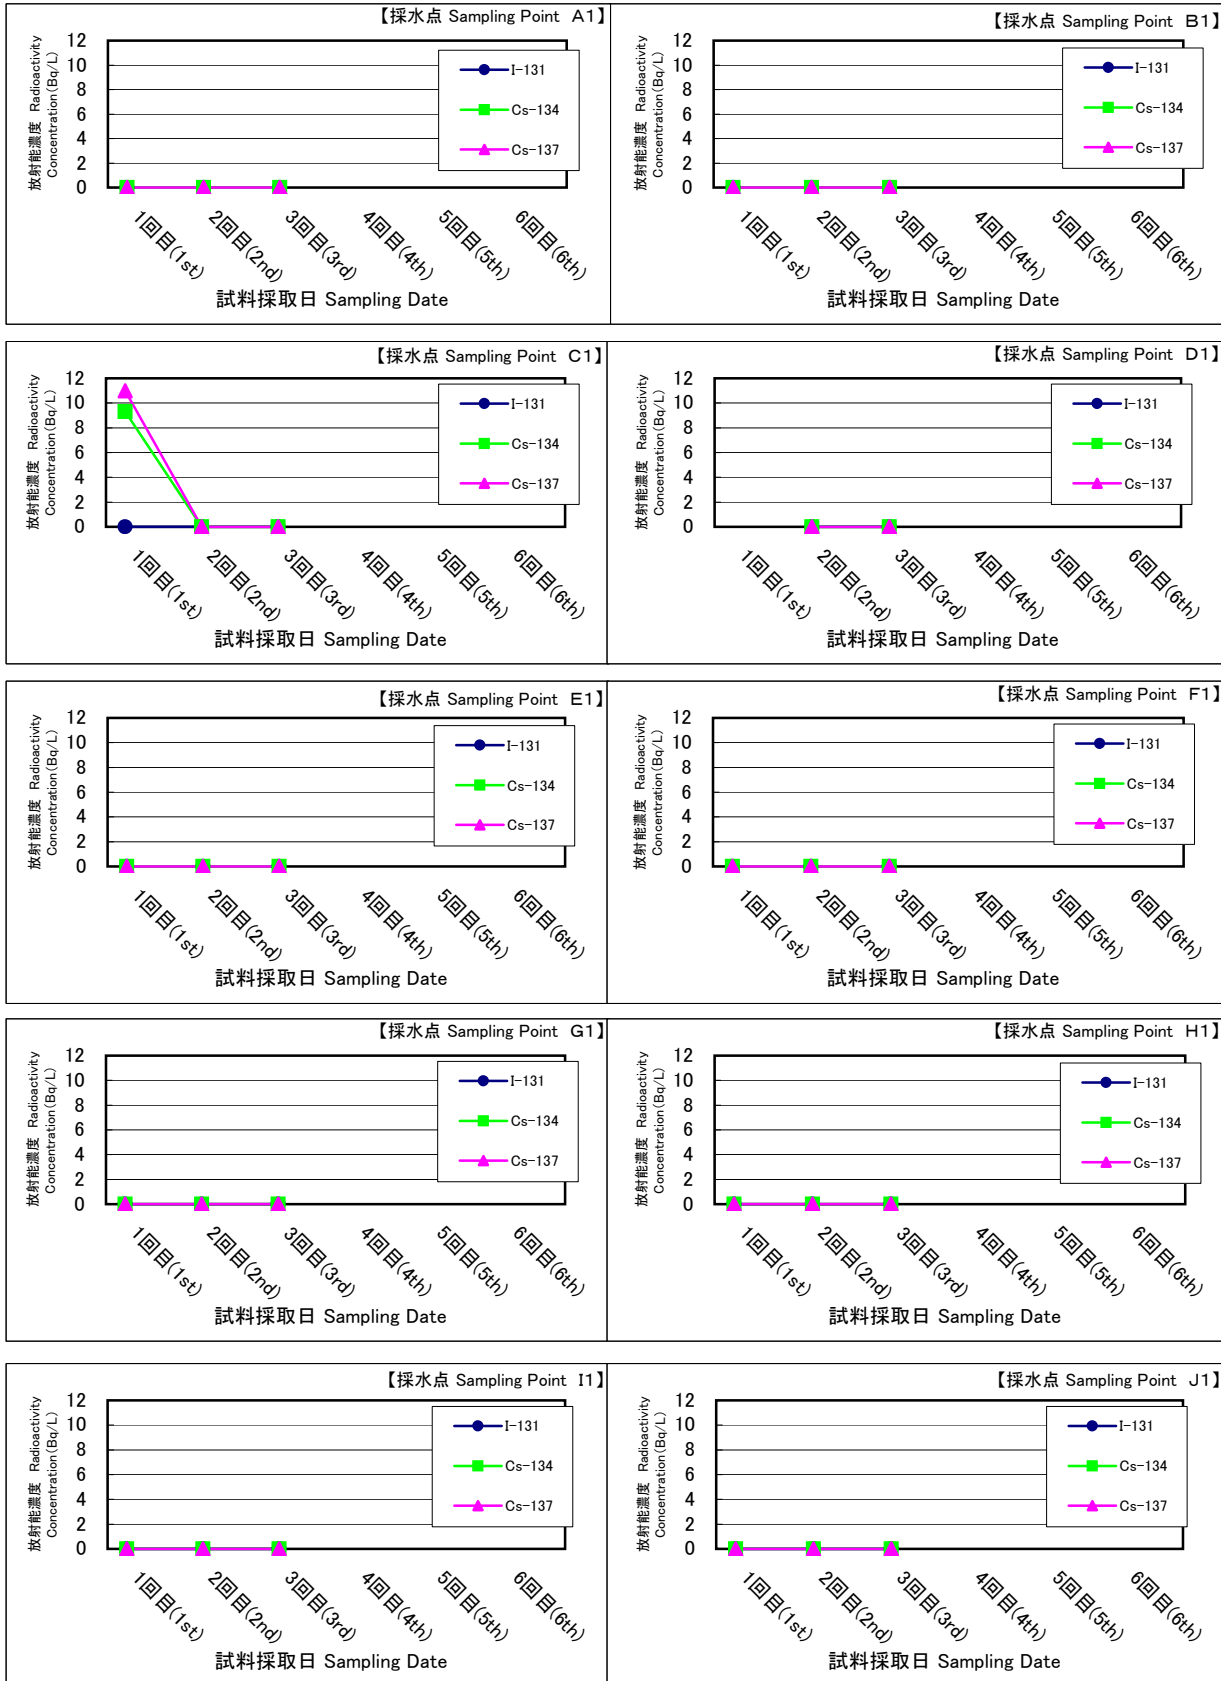 【採水点 Sampling Point A1】
放射能濃度 Radioactivity
Concentration(Bq/L)
12
10
8
6
4
2
0
I-131
Cs-134
Cs-137
1回目(1st)
2回目(2nd)
3回目(3rd)
4回目(4th)
5回目(5th)
6回目(6th)
試料採取日 Sampling Date
【採水点 Sampling Point B1】
放射能濃度 Radioactivity
Concentration(Bq/L)
12
10
8
6
4
2
0
I-131
Cs-134
Cs-137
1回目(1st)
2回目(2nd)
3回目(3rd)
4回目(4th)
5回目(5th)
6回目(6th)
試料採取日 Sampling Date
【採水点 Sampling Point C1】
放射能濃度 Radioactivity
Concentration(Bq/L)
12
10
8
6
4
2
0
I-131
Cs-134
Cs-137
1回目(1st)
2回目(2nd)
3回目(3rd)
4回目(4th)
5回目(5th)
6回目(6th)
試料採取日 Sampling Date
【採水点 Sampling Point D1】
放射能濃度 Radioactivity
Concentration(Bq/L)
12
10
8
6
4
2
0
I-131
Cs-134
Cs-137
1回目(1st)
2回目(2nd)
3回目(3rd)
4回目(4th)
5回目(5th)
6回目(6th)
試料採取日 Sampling Date
【採水点 Sampling Point E1】
放射能濃度 Radioactivity
Concentration(Bq/L)
12
10
8
6
4
2
0
I-131
Cs-134
Cs-137
1回目(1st)
2回目(2nd)
3回目(3rd)
4回目(4th)
5回目(5th)
6回目(6th)
試料採取日 Sampling Date
【採水点 Sampling Point F1】
放射能濃度 Radioactivity
Concentration(Bq/L)
12
10
8
6
4
2
0
I-131
Cs-134
Cs-137
1回目(1st)
2回目(2nd)
3回目(3rd)
4回目(4th)
5回目(5th)
6回目(6th)
試料採取日 Sampling Date
【採水点 Sampling Point G1】
放射能濃度 Radioactivity
Concentration(Bq/L)
12
10
8
6
4
2
0
I-131
Cs-134
Cs-137
1回目(1st)
2回目(2nd)
3回目(3rd)
4回目(4th)
5回目(5th)
6回目(6th)
試料採取日 Sampling Date
【採水点 Sampling Point H1】
放射能濃度 Radioactivity
Concentration(Bq/L)
12
10
8
6
4
2
0
I-131
Cs-134
Cs-137
1回目(1st)
2回目(2nd)
3回目(3rd)
4回目(4th)
5回目(5th)
6回目(6th)
試料採取日 Sampling Date
【採水点 Sampling Point I1】
放射能濃度 Radioactivity
Concentration(Bq/L)
12
10
8
6
4
2
0
I-131
Cs-134
Cs-137
1回目(1st)
2回目(2nd)
3回目(3rd)
4回目(4th)
5回目(5th)
6回目(6th)
試料採取日 Sampling Date
【採水点 Sampling Point J1】
放射能濃度 Radioactivity
Concentration(Bq/L)
12
10
8
6
4
2
0
I-131
Cs-134
Cs-137
1回目(1st)
2回目(2nd)
3回目(3rd)
4回目(4th)
5回目(5th)
6回目(6th)
試料採取日 Sampling Date